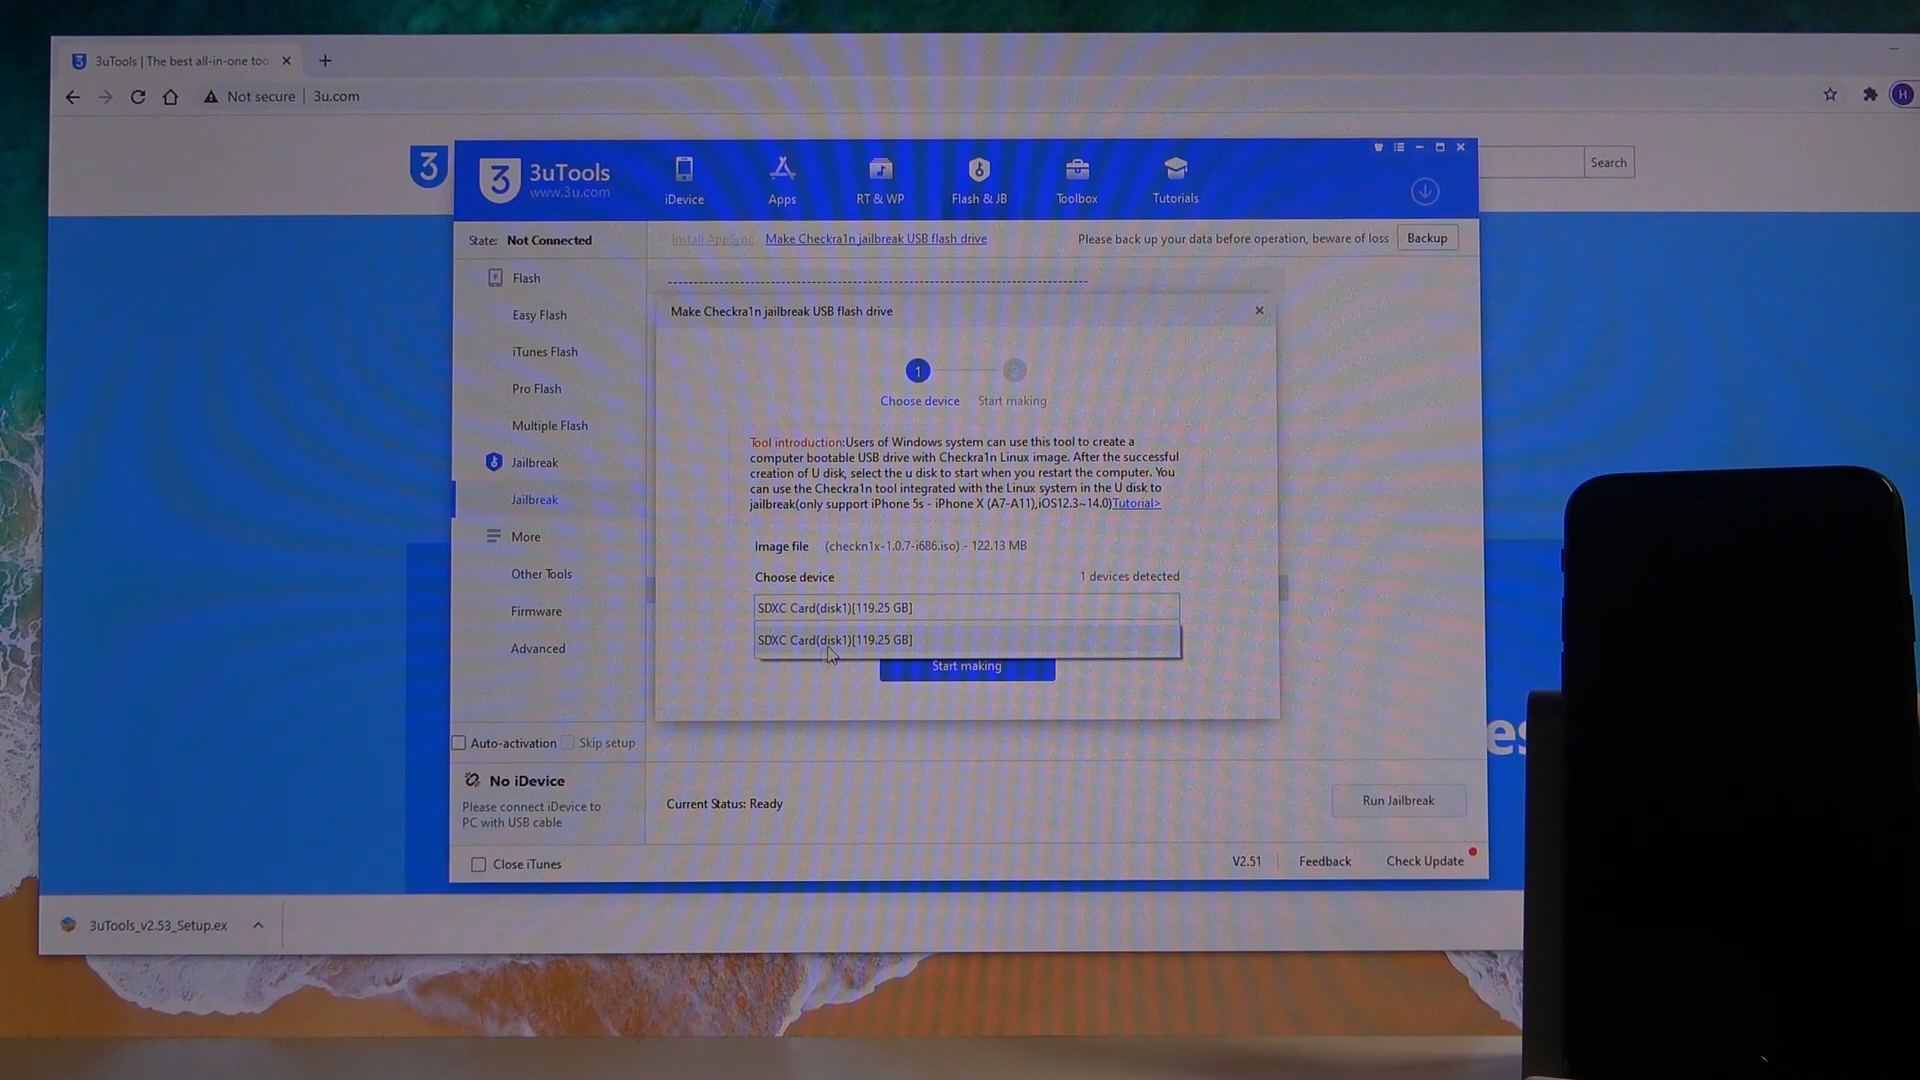 3uTools | The best all-in-one too
Not secure
3u.com
3
Search
3
3uTools
www.3u.com
iDevice
Apps
RT & WP
Flash & JB
Toolbox
Tutorials
State: Not Connected
Install AppSync
Make Checkra1n jailbreak USB flash drive
Please back up your data before operation, beware of loss
Backup
Flash
Easy Flash
iTunes Flash
Pro Flash
Multiple Flash
Jailbreak
Jailbreak
More
Other Tools
Firmware
Advanced
Make Checkra1n jailbreak USB flash drive
1
2
Choose device
Start making
Tool introduction:Users of Windows system can use this tool to create a
computer bootable USB drive with Checkra1n Linux image. After the successful
creation of U disk, select the u disk to start when you restart the computer. You
can use the Checkra1n tool integrated with the Linux system in the U disk to
jailbreak(only support iPhone 5s - iPhone X (A7-A11),iOS12.3~14.0)Tutorial>
Image file (checkn1x-1.0.7-i686.iso) - 122.13 MB
Choose device
1 devices detected
SDXC Card(disk1)[119.25 GB]
SDXC Card(disk1)[119.25 GB]
Start making
es
Auto-activation
Skip setup
No iDevice
Please connect iDevice to
PC with USB cable
Current Status: Ready
Run Jailbreak
Close iTunes
V2.51
Feedback
Check Update
3uTools_v2.53_Setup.ex
H